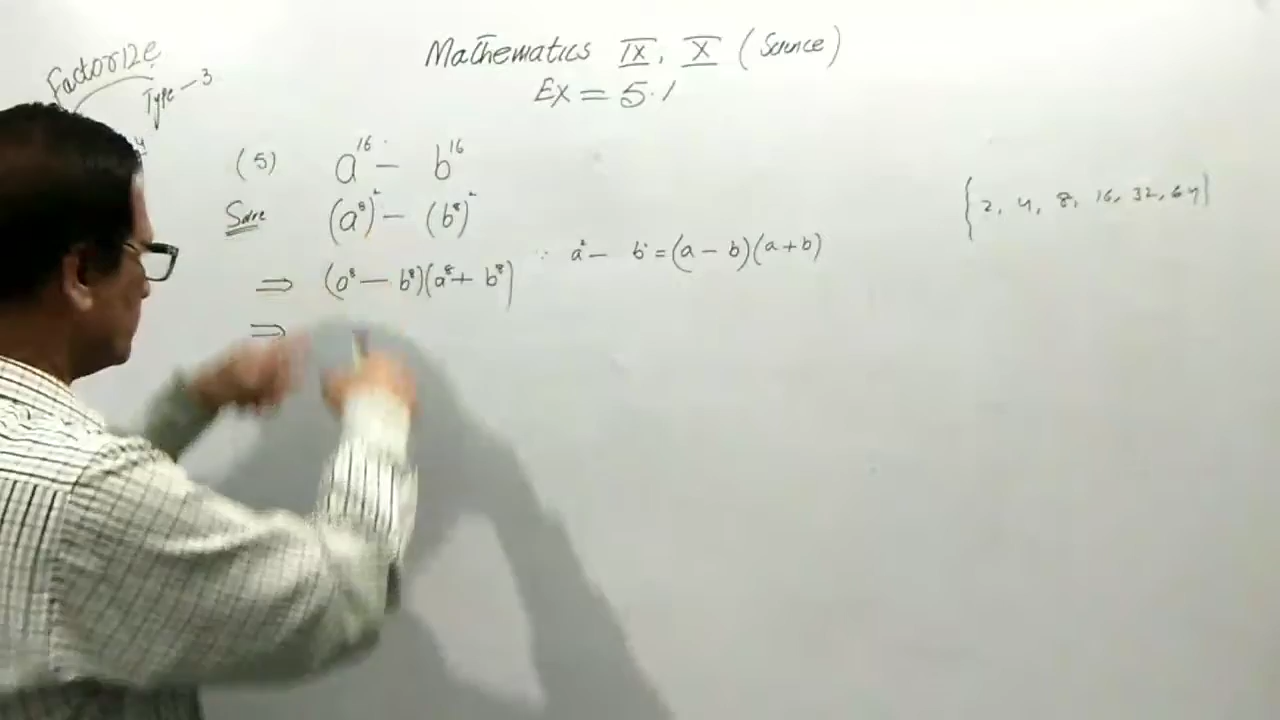 Factorize
Type - 3
Mathematics IX, X (Science)
Ex = 5.1
(5) a¹⁶ - b¹⁶
Solve (a⁸)² - (b⁸)²
{2, 4, 8, 16, 32, 64}
∵ a² - b² = (a - b)(a + b)
⇒ (a⁸ - b⁸)(a⁸ + b⁸)
⇒